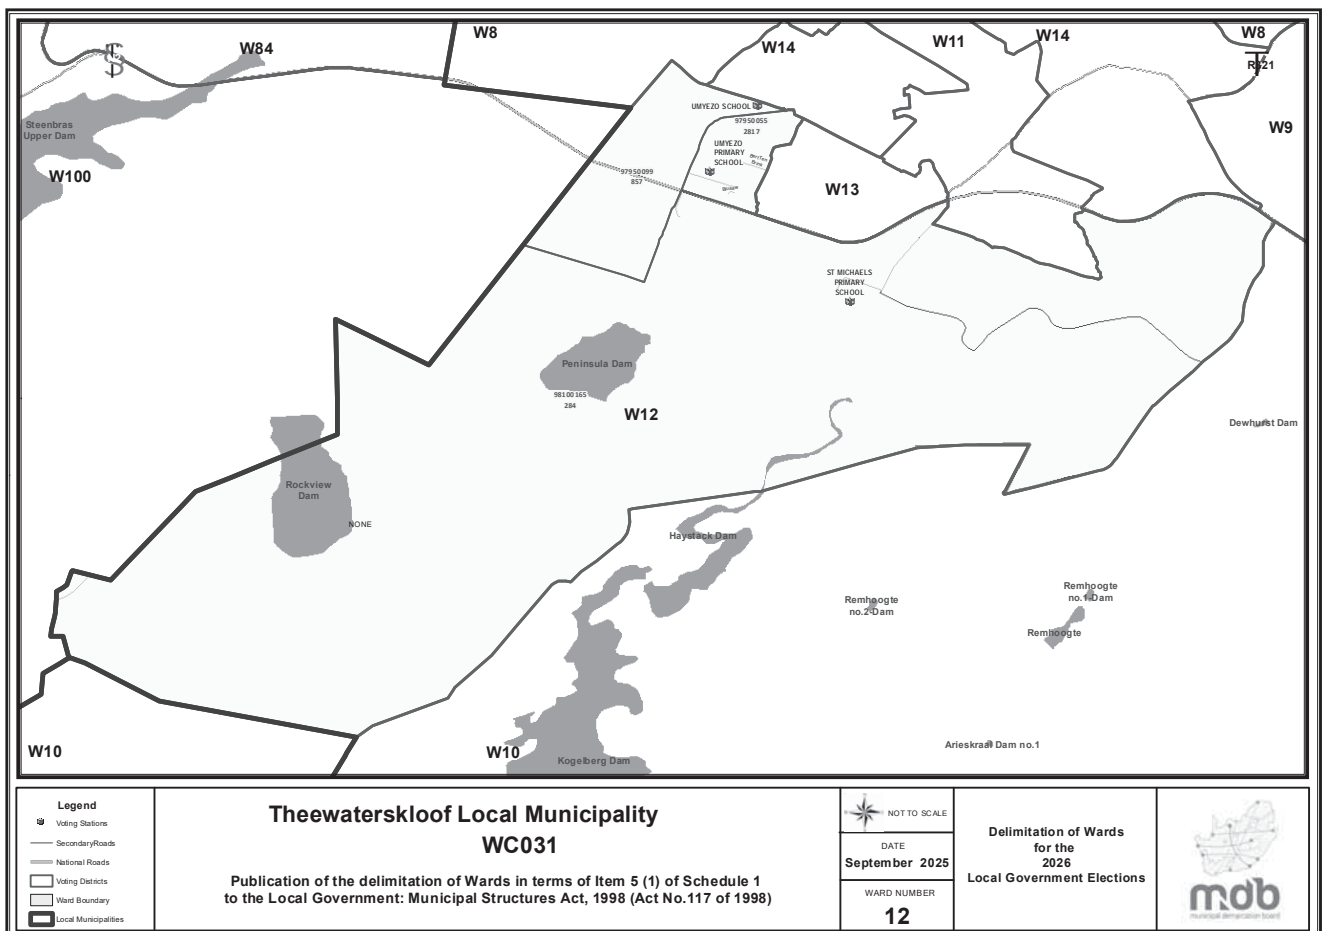 W8
W14
W11
W14
W8
W84
R321
Steenbras
Upper Dam
W100
UMYEZO SCHOOL
97950055
2817
UMYEZO
PRIMARY
SCHOOL
W9
97950099
857
W13
ST MICHAELS
PRIMARY
SCHOOL
Peninsula Dam
98100165
284
W12
Dewhurst Dam
Rockview
Dam
NONE
Haystack Dam
Remhoogte
no.2-Dam
Remhoogte
no.1-Dam
Remhoogte
W10
W10
Kogelberg Dam
Arieskraal Dam no.1
Legend
Voting Stations
SecondaryRoads
National Roads
Voting Districts
Ward Boundary
Local Municipalities
Theewaterskloof Local Municipality
WC031
Publication of the delimitation of Wards in terms of Item 5 (1) of Schedule 1
to the Local Government: Municipal Structures Act, 1998 (Act No.117 of 1998)
NOT TO SCALE
DATE
September 2025
WARD NUMBER
12
Delimitation of Wards
for the
2026
Local Government Elections
mdb
municipal demarcation board